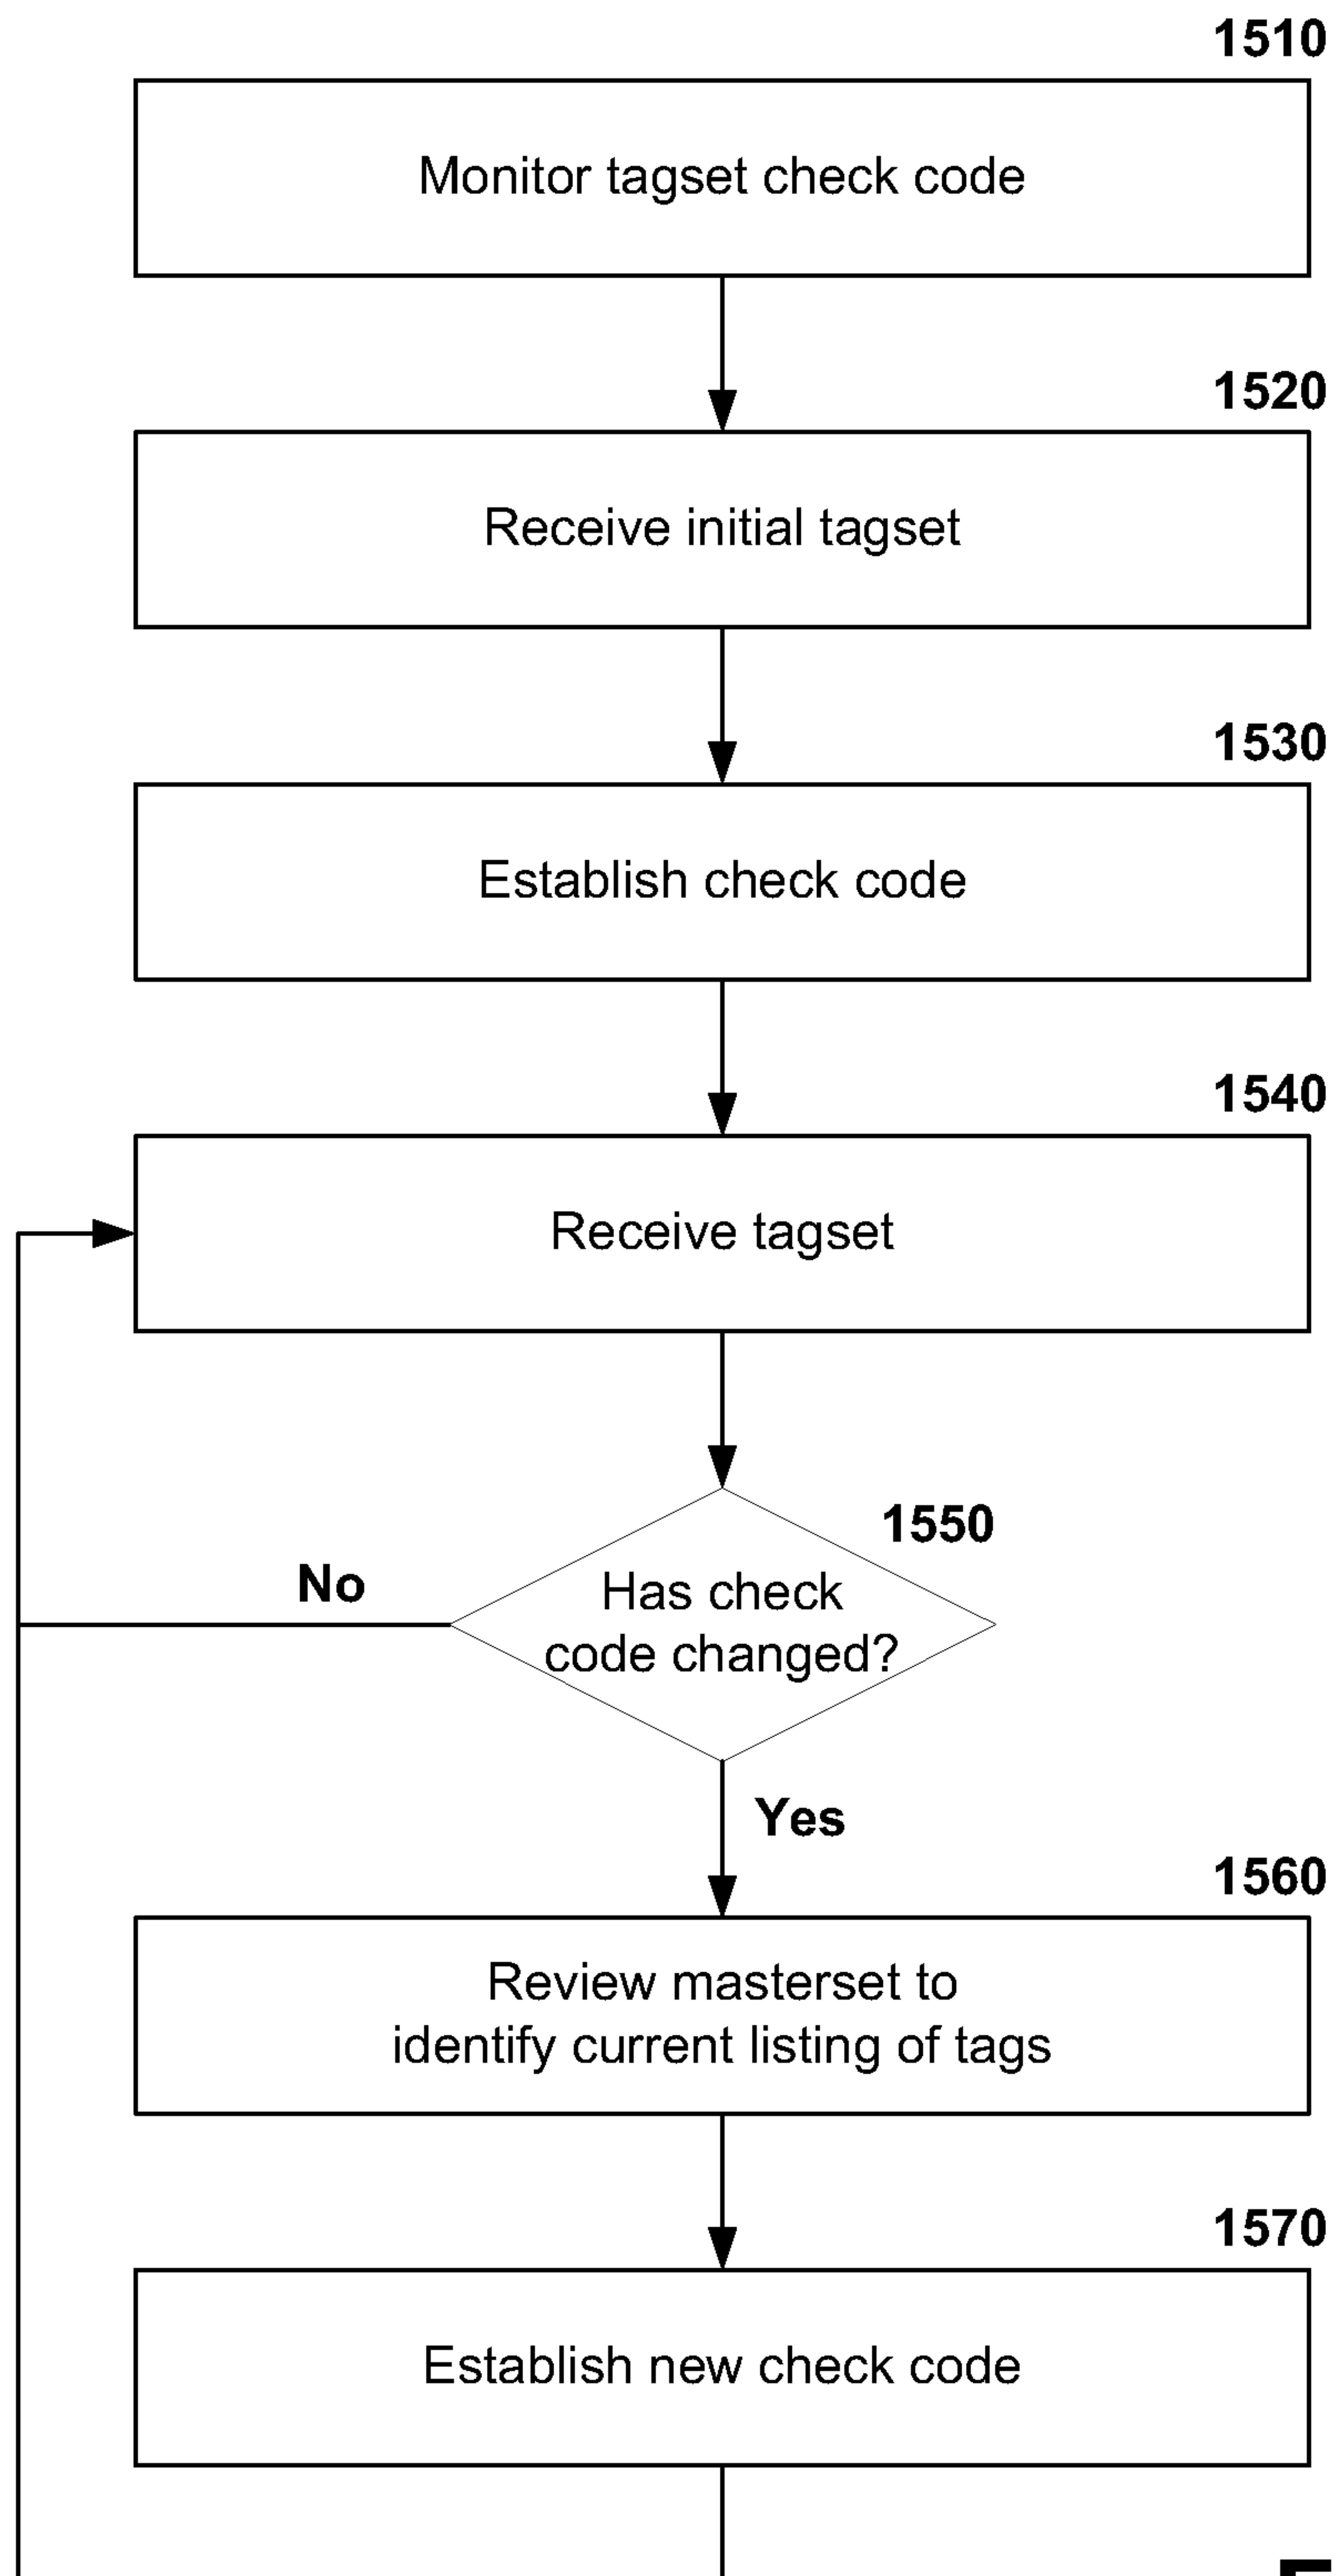 1510
Monitor tagset check code
1520
Receive initial tagset
1530
Establish check code
1540
Receive tagset
1550
No
Has check
code changed?
Yes
1560
Review masterset to
identify current listing of tags
1570
Establish new check code